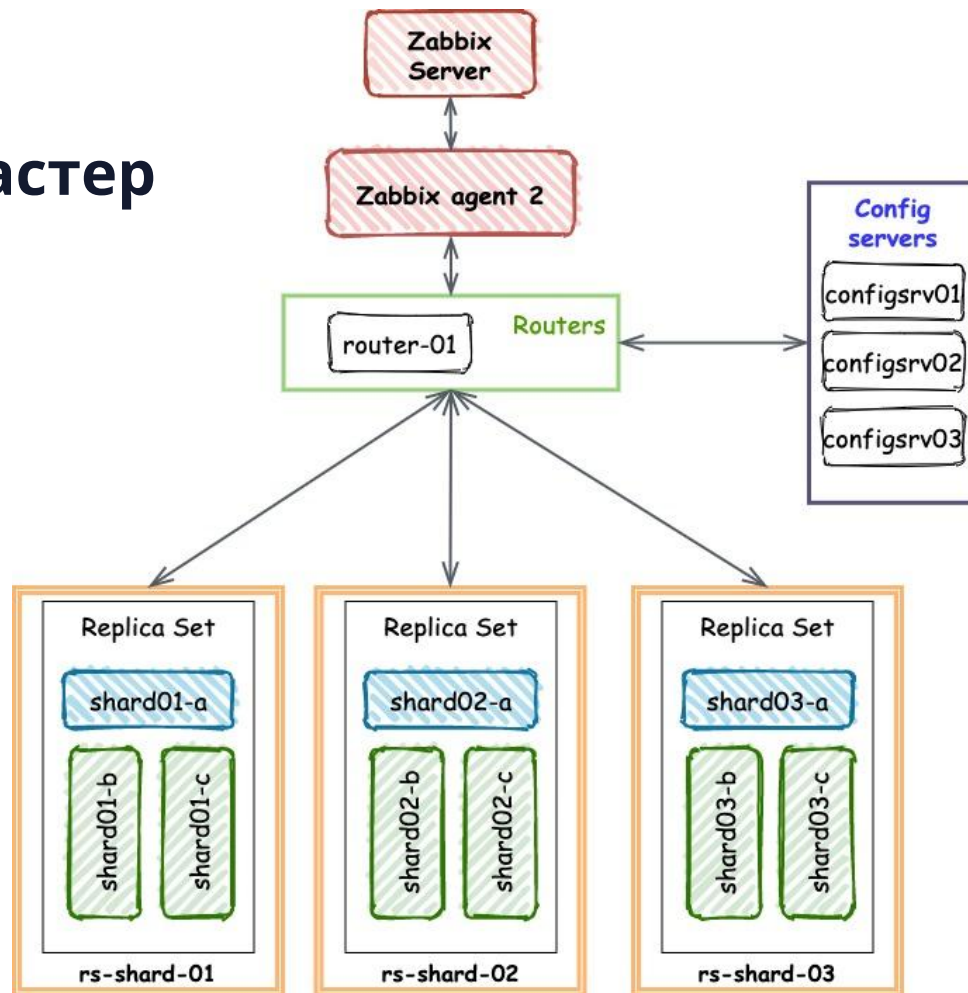 Zabbix
Server
астер
Zabbix agent 2
Config
servers
configsrv01
configsrv02
configsrv03
Routers
router-01
Replica Set
shard01-a
shard01-b
shard01-c
rs-shard-01
Replica Set
shard02-a
shard02-b
shard02-c
rs-shard-02
Replica Set
shard03-a
shard03-b
shard03-c
rs-shard-03